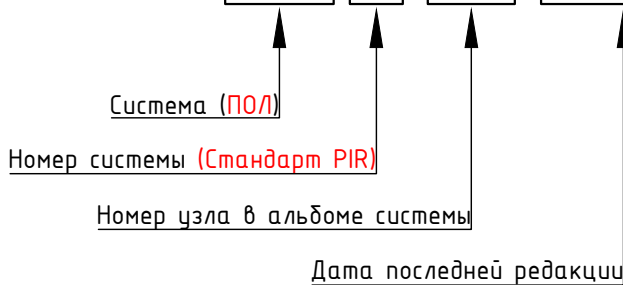 Система (ПОЛ)
Номер системы (Стандарт PIR)
Номер узла в альбоме системы
Дата последней редакции